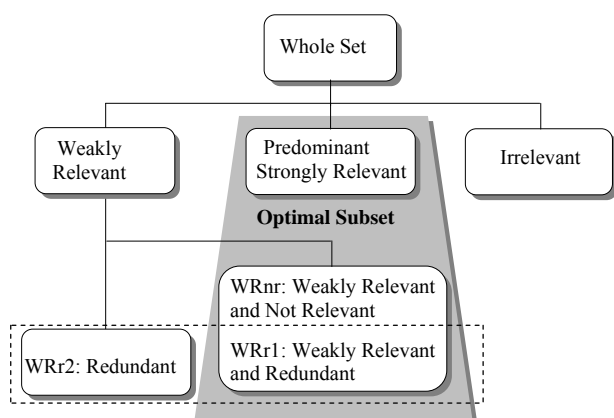 Whole Set
Weakly
Relevant
Predominant
Strongly Relevant
Irrelevant
Optimal Subset
WRnr: Weakly Relevant
and Not Relevant
WRr2: Redundant
WRr1: Weakly Relevant
and Redundant